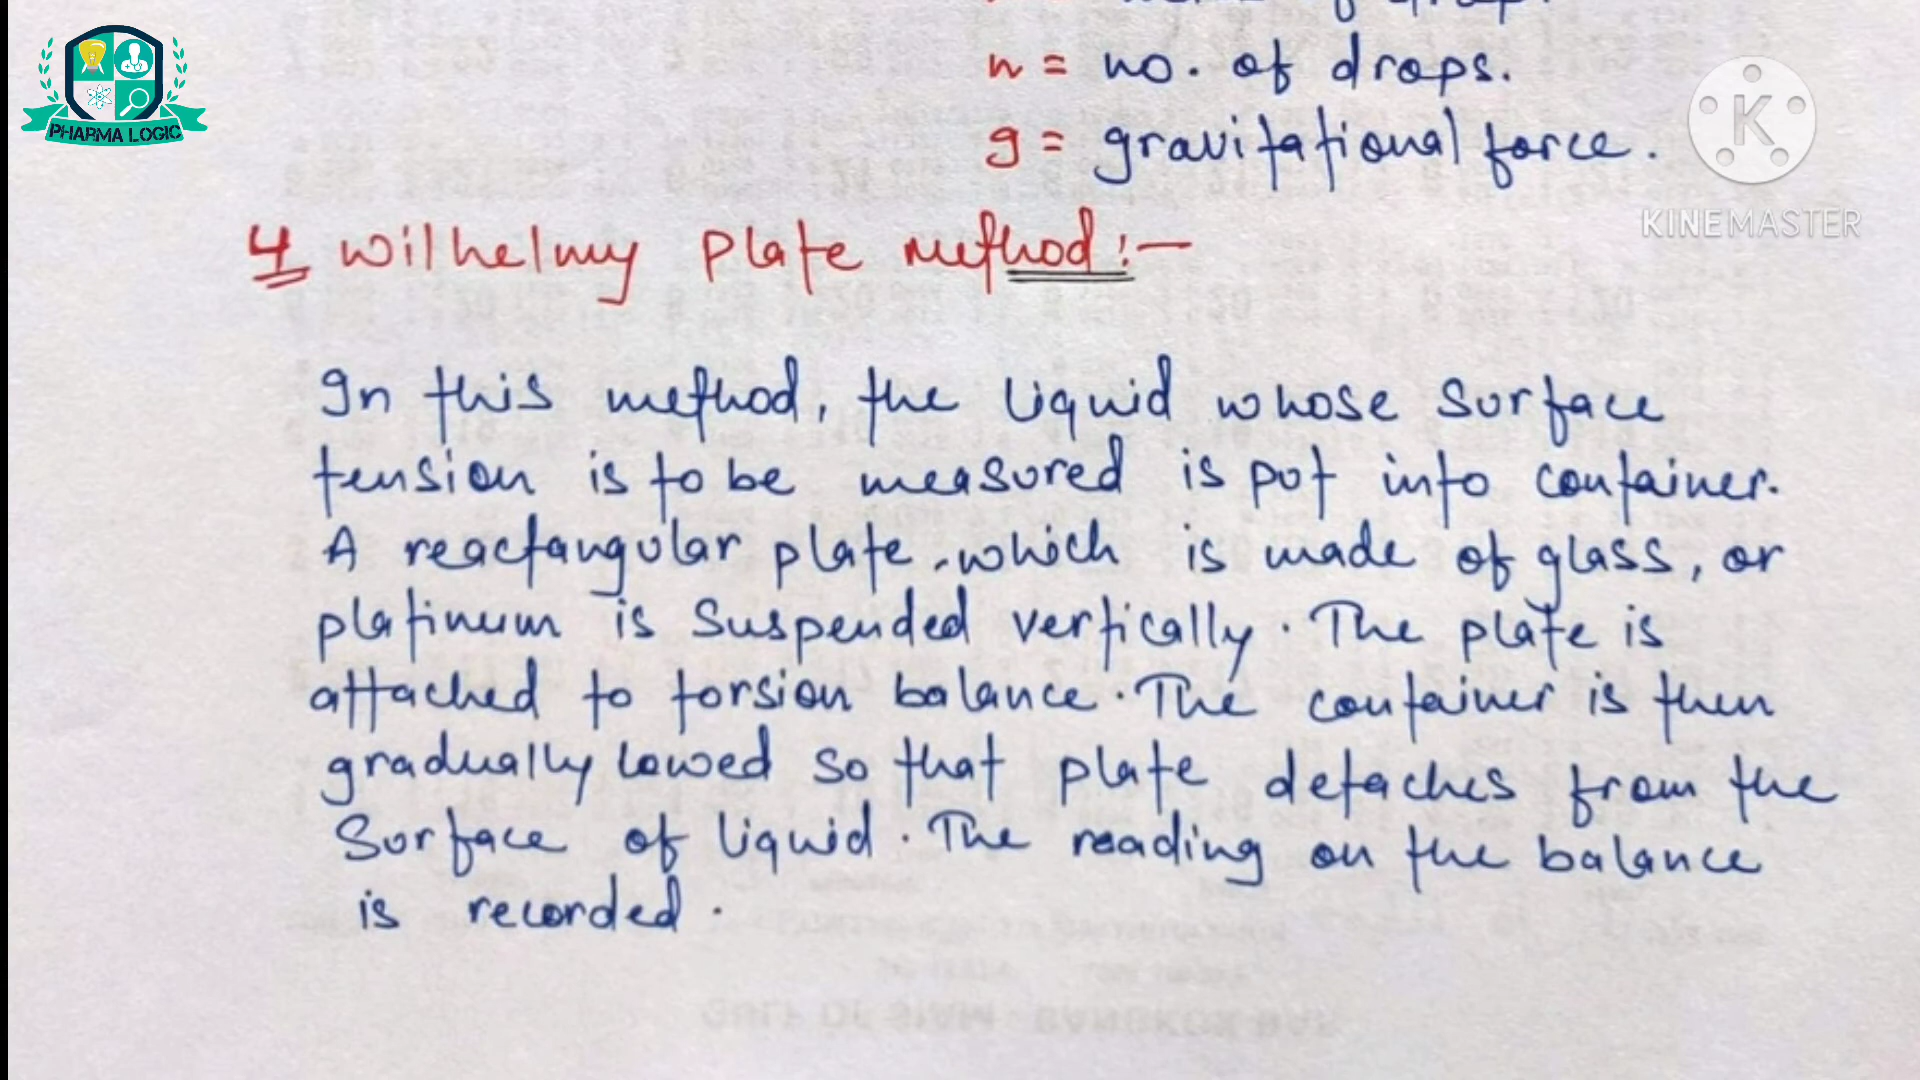 n = no. of drops.
g = gravitational force.
4 Wilhelmy Plate Method :-
In this method, the liquid whose surface
tension is to be measured is put into container.
A reactangular plate, which is made of glass, or
platinum is suspended vertically. The plate is
attached to torsion balance. The container is then
gradually lowed so that plate detaches from the
surface of liquid. The reading on the balance
is recorded.
PHARMA LOGIC
K
KINEMASTER